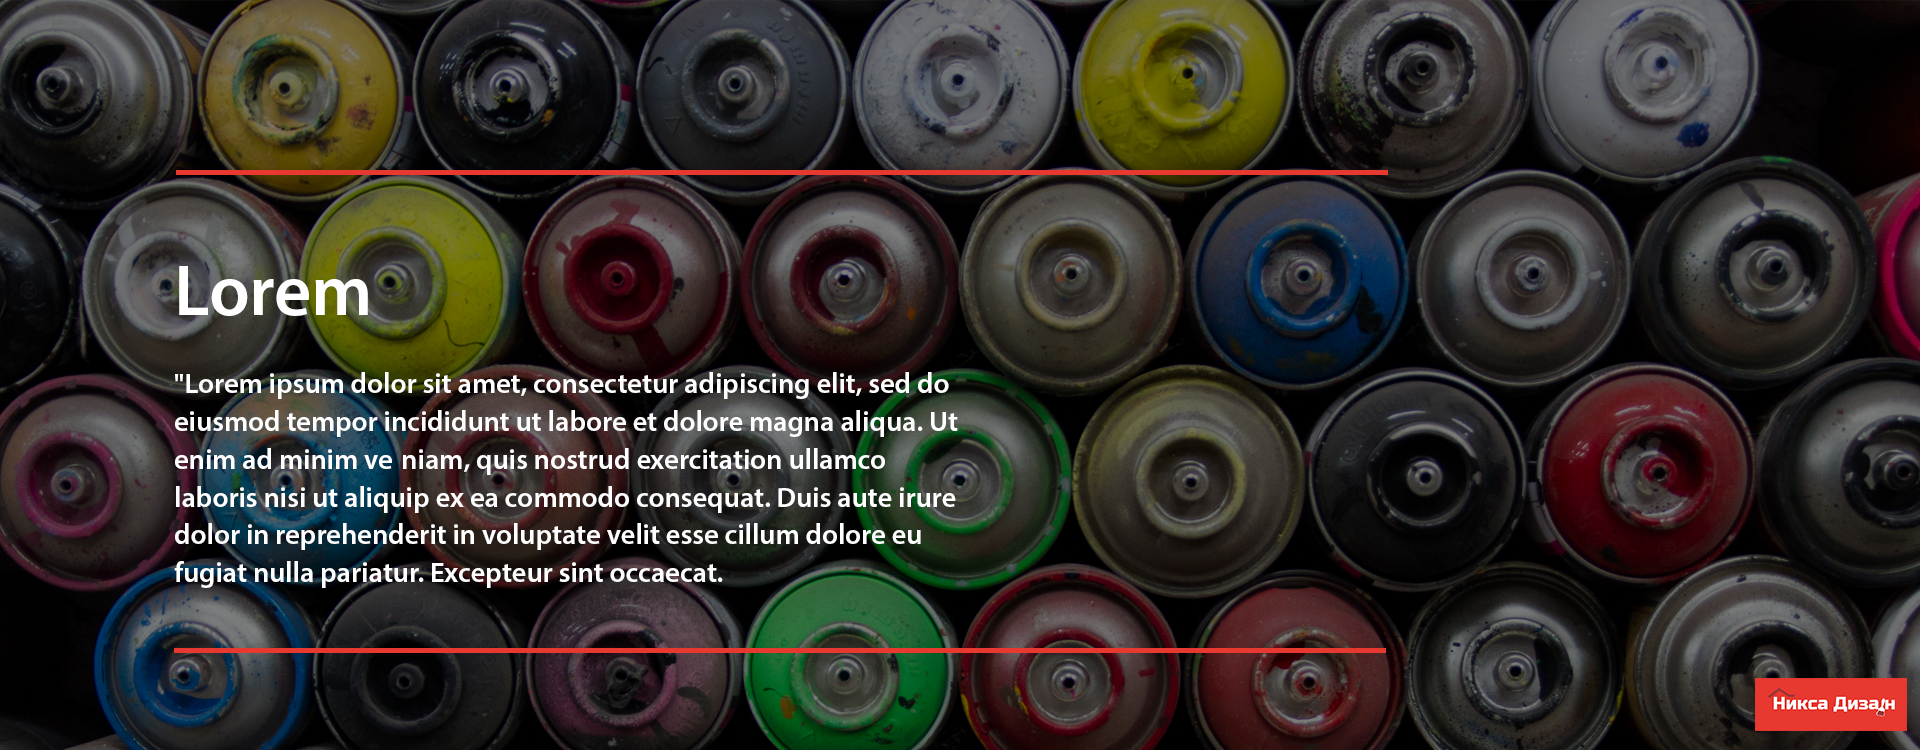 Lorem
"Lorem ipsum dolor sit amet, consectetur adipiscing elit, sed do
eiusmod tempor incididunt ut labore et dolore magna aliqua. Ut
enim ad minim ve niam, quis nostrud exercitation ullamco
laboris nisi ut aliquip ex ea commodo consequat. Duis aute irure
dolor in reprehenderit in voluptate velit esse cillum dolore eu
fugiat nulla pariatur. Excepteur sint occaecat.
Никса Дизайн